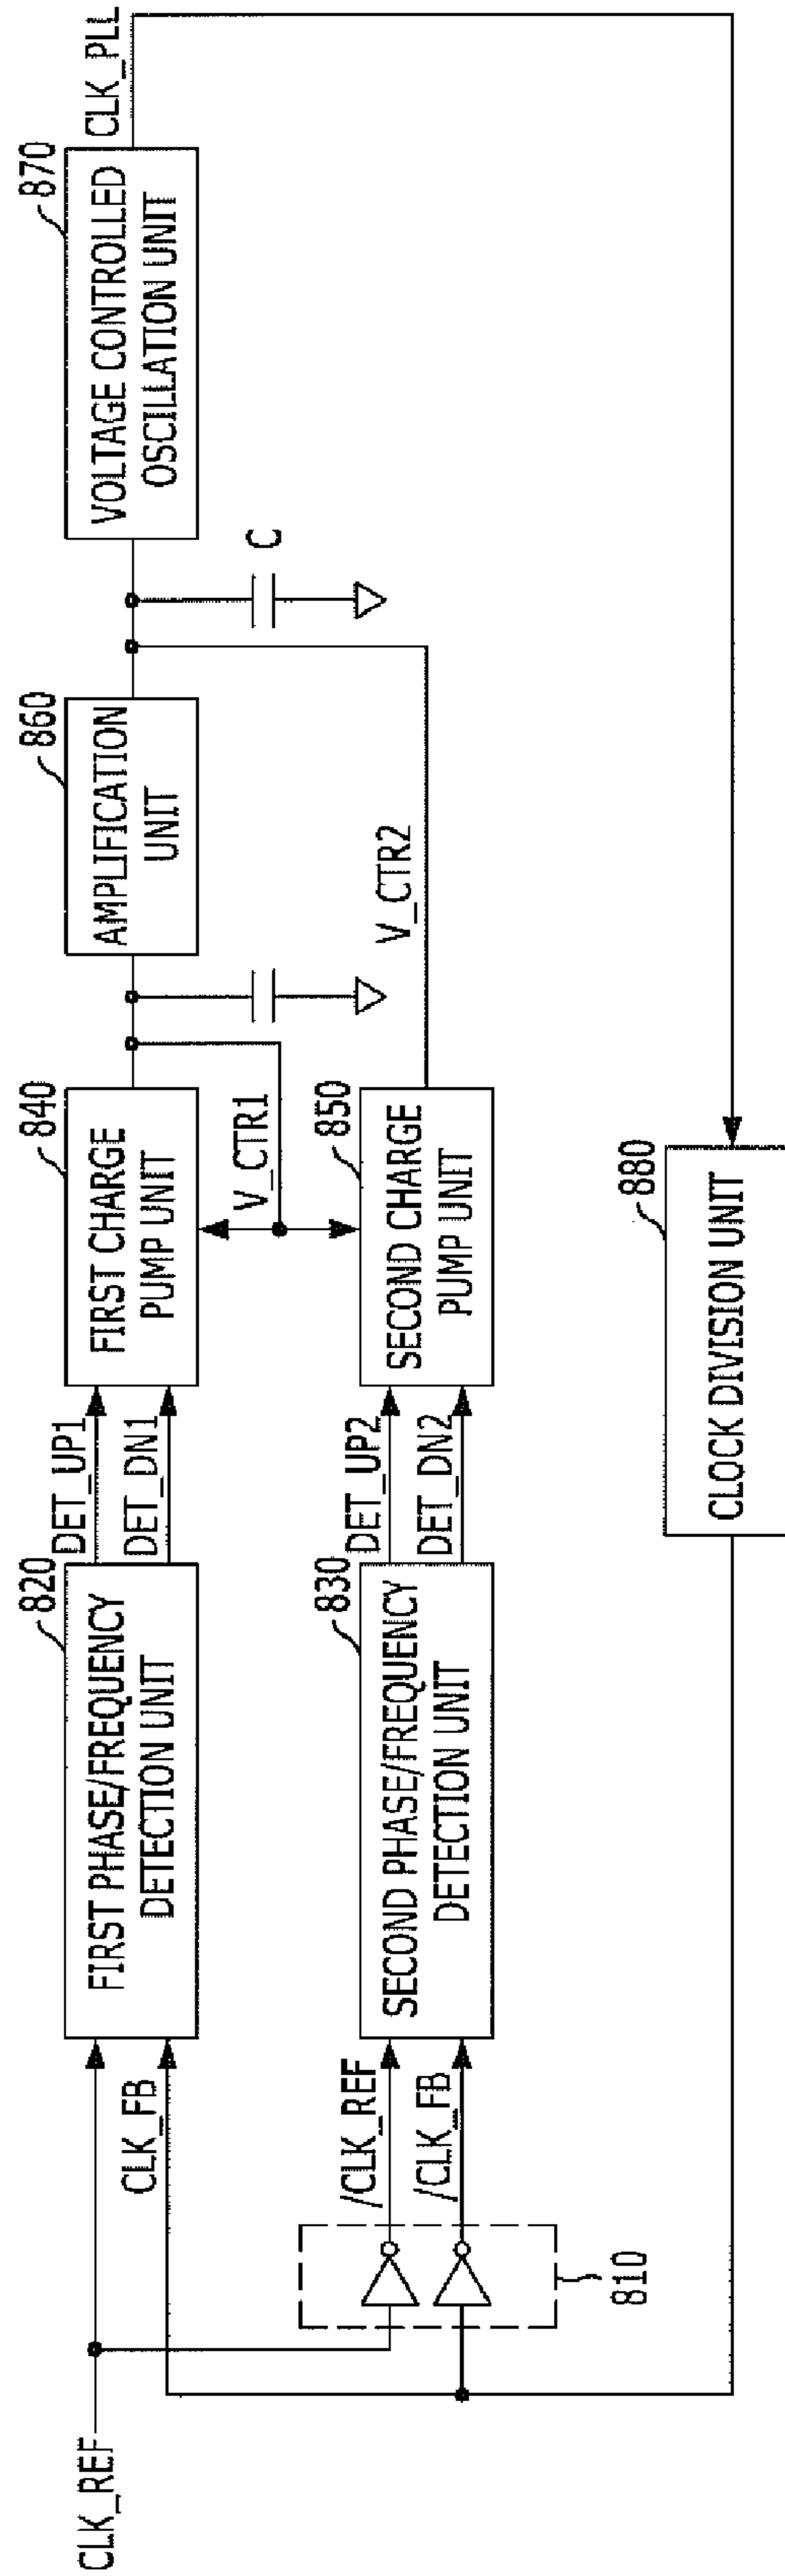 CLK_REF
CLK_FB
/CLK_REF
/CLK_FB
810
820
FIRST PHASE/FREQUENCY
DETECTION UNIT
830
SECOND PHASE/FREQUENCY
DETECTION UNIT
DET_UP1
DET_DN1
DET_UP2
DET_DN2
840
FIRST CHARGE
PUMP UNIT
V_CTR1
850
SECOND CHARGE
PUMP UNIT
860
AMPLIFICATION
UNIT
V_CTR2
C
870
VOLTAGE CONTROLLED
OSCILLATION UNIT
CLK_PLL
880
CLOCK DIVISION UNIT